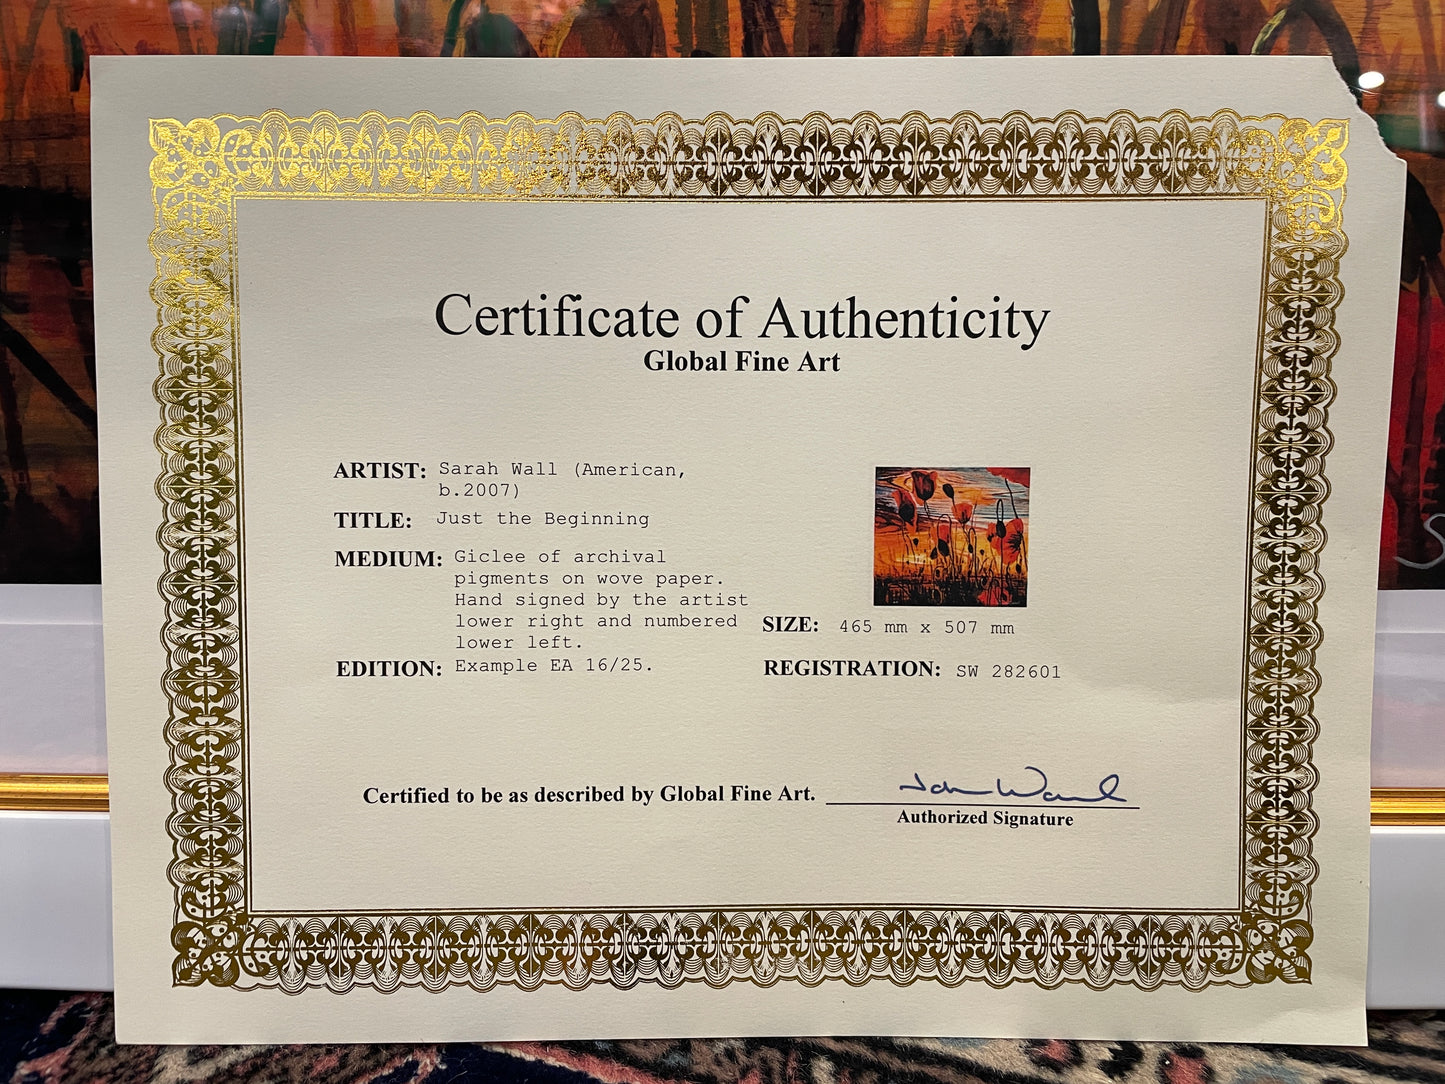 Certificate of Authenticity
Global Fine Art
ARTIST: Sarah Wall (American,
b.2007)
TITLE: Just the Beginning
MEDIUM: Giclee of archival
pigments on wove paper.
Hand signed by the artist
lower right and numbered
lower left.
EDITION: Example EA 16/25.
SIZE: 465 mm x 507 mm
REGISTRATION: SW 282601
Certified to be as described by Global Fine Art.
Authorized Signature